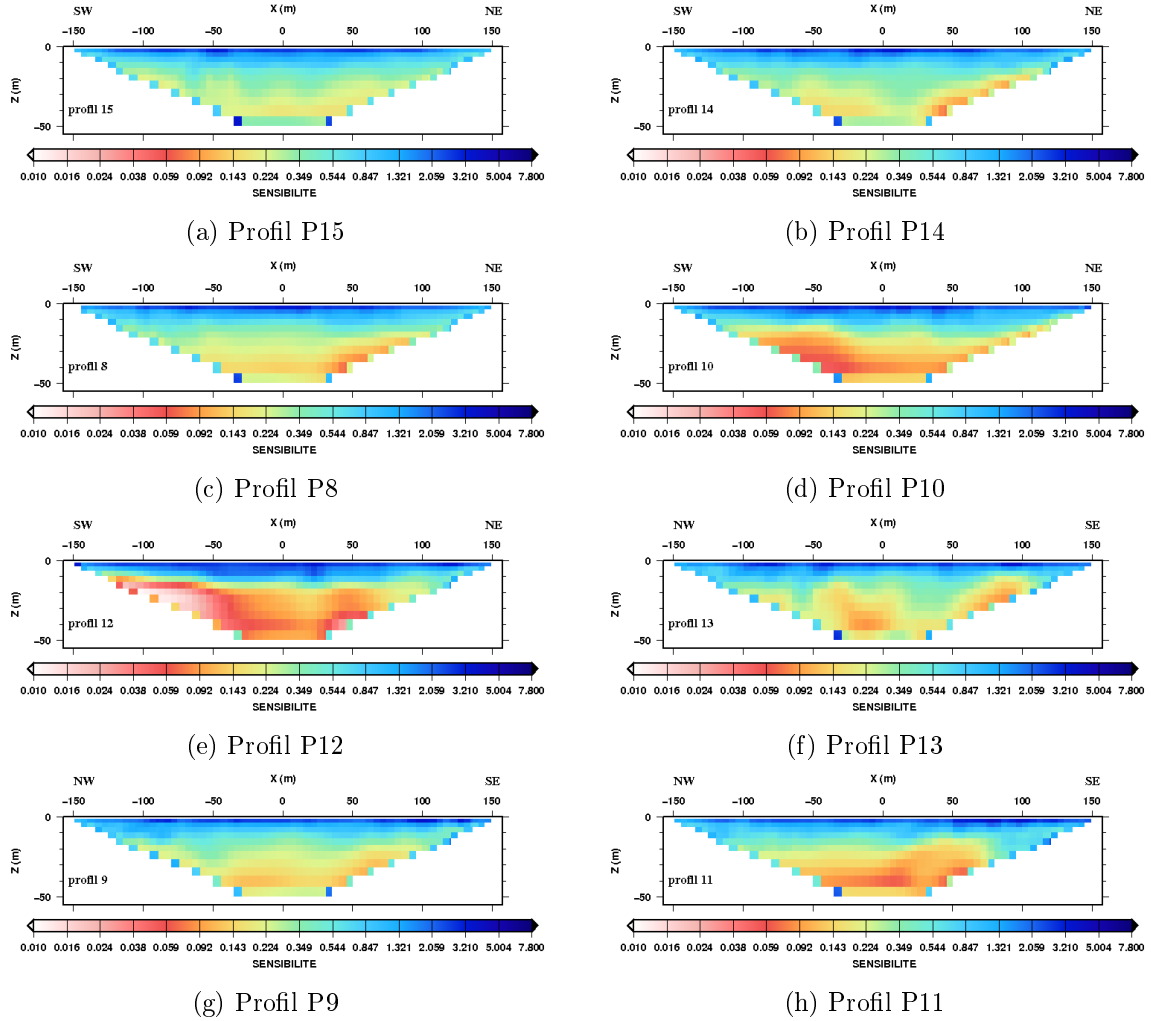 SW X (m) NE
−150 −100 −50 0 50 100 150
0
Z (m)
profil 15
−50
0.010 0.016 0.024 0.038 0.059 0.092 0.143 0.224 0.349 0.544 0.847 1.321 2.059 3.210 5.004 7.800
SENSIBILITE
(a) Profil P15
SW X (m) NE
−150 −100 −50 0 50 100 150
0
Z (m)
profil 14
−50
0.010 0.016 0.024 0.038 0.059 0.092 0.143 0.224 0.349 0.544 0.847 1.321 2.059 3.210 5.004 7.800
SENSIBILITE
(b) Profil P14
SW X (m) NE
−150 −100 −50 0 50 100 150
0
Z (m)
profil 8
−50
0.010 0.016 0.024 0.038 0.059 0.092 0.143 0.224 0.349 0.544 0.847 1.321 2.059 3.210 5.004 7.800
SENSIBILITE
(c) Profil P8
SW X (m) NE
−150 −100 −50 0 50 100 150
0
Z (m)
profil 10
−50
0.010 0.016 0.024 0.038 0.059 0.092 0.143 0.224 0.349 0.544 0.847 1.321 2.059 3.210 5.004 7.800
SENSIBILITE
(d) Profil P10
SW X (m) NE
−150 −100 −50 0 50 100 150
0
Z (m)
profil 12
−50
0.010 0.016 0.024 0.038 0.059 0.092 0.143 0.224 0.349 0.544 0.847 1.321 2.059 3.210 5.004 7.800
SENSIBILITE
(e) Profil P12
NW X (m) SE
−150 −100 −50 0 50 100 150
0
Z (m)
profil 13
−50
0.010 0.016 0.024 0.038 0.059 0.092 0.143 0.224 0.349 0.544 0.847 1.321 2.059 3.210 5.004 7.800
SENSIBILITE
(f) Profil P13
NW X (m) SE
−150 −100 −50 0 50 100 150
0
Z (m)
profil 9
−50
0.010 0.016 0.024 0.038 0.059 0.092 0.143 0.224 0.349 0.544 0.847 1.321 2.059 3.210 5.004 7.800
SENSIBILITE
(g) Profil P9
NW X (m) SE
−150 −100 −50 0 50 100 150
0
Z (m)
profil 11
−50
0.010 0.016 0.024 0.038 0.059 0.092 0.143 0.224 0.349 0.544 0.847 1.321 2.059 3.210 5.004 7.800
SENSIBILITE
(h) Profil P11